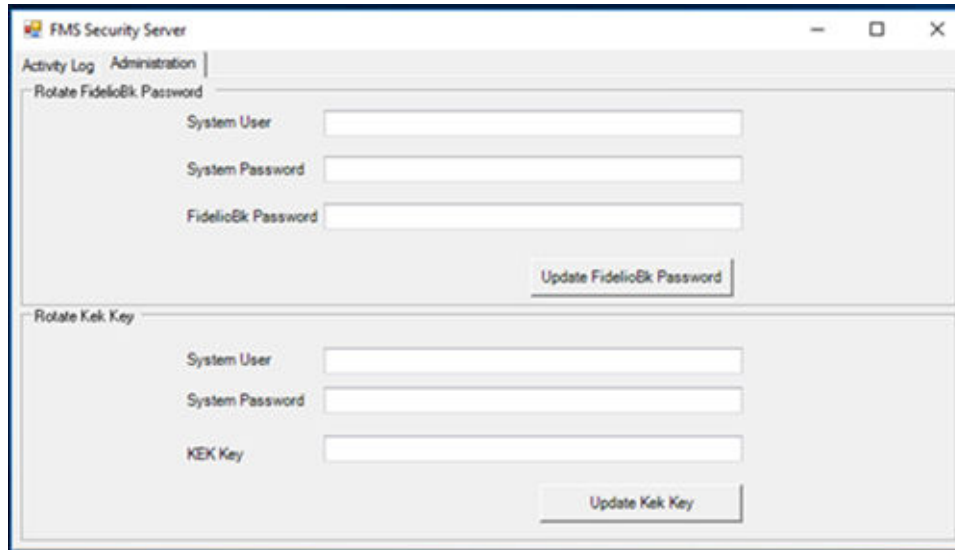 FMS Security Server
Activity Log Administration
Rotate FidelioBk Password
System User
System Password
FidelioBk Password
Update FidelioBk Password
Rotate Kek Key
System User
System Password
KEK Key
Update Kek Key